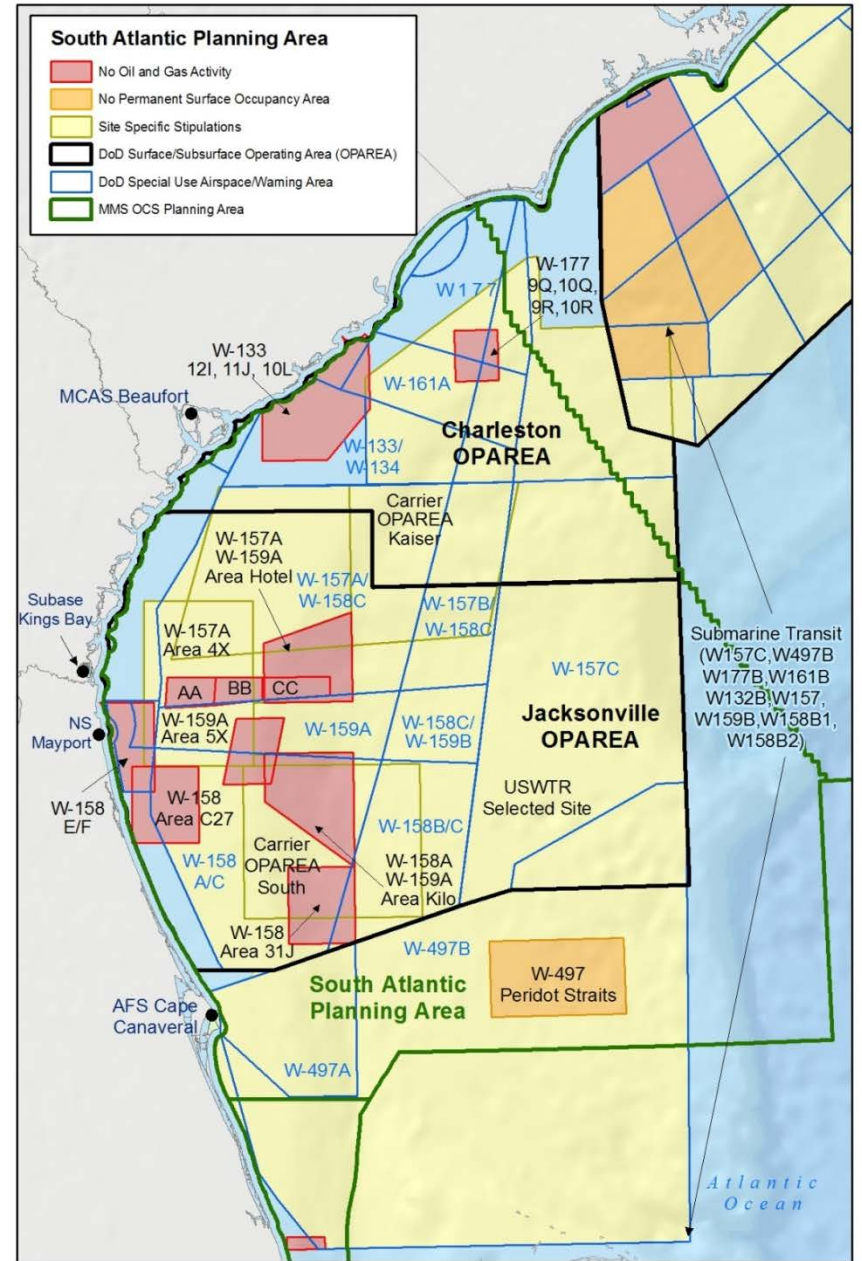 South Atlantic Planning Area
No Oil and Gas Activity
No Permanent Surface Occupancy Area
Site Specific Stipulations
DoD Surface/Subsurface Operating Area (OPAREA)
DoD Special Use Airspace/Warning Area
MMS OCS Planning Area
W-177
9Q,10Q,
9R,10R
W177
W-133
12I, 11J, 10L
MCAS Beaufort
W-161A
Charleston
OPAREA
W-133/
W-134
Carrier
OPAREA
Kaiser
W-157A
W-159A
Area Hotel
W-157A/
W-158C
W-157B/
W-158C
Subase
Kings Bay
W-157A
Area 4X
Submarine Transit
(W157C,W497B
W177B,W161B
W132B,W157,
W159B,W158B1,
W158B2)
W-157C
AA
BB
CC
NS
Mayport
W-159A
Area 5X
W-159A
W-158C/
W-159B
Jacksonville
OPAREA
W-158
E/F
W-158
Area C27
USWTR
Selected Site
W-158B/C
W-158
A/C
Carrier
OPAREA
South
W-158A
W-159A
Area Kilo
W-158
Area 31J
W-497B
W-497
Peridot Straits
South Atlantic
Planning Area
AFS Cape
Canaveral
W-497A
Atlantic
Ocean